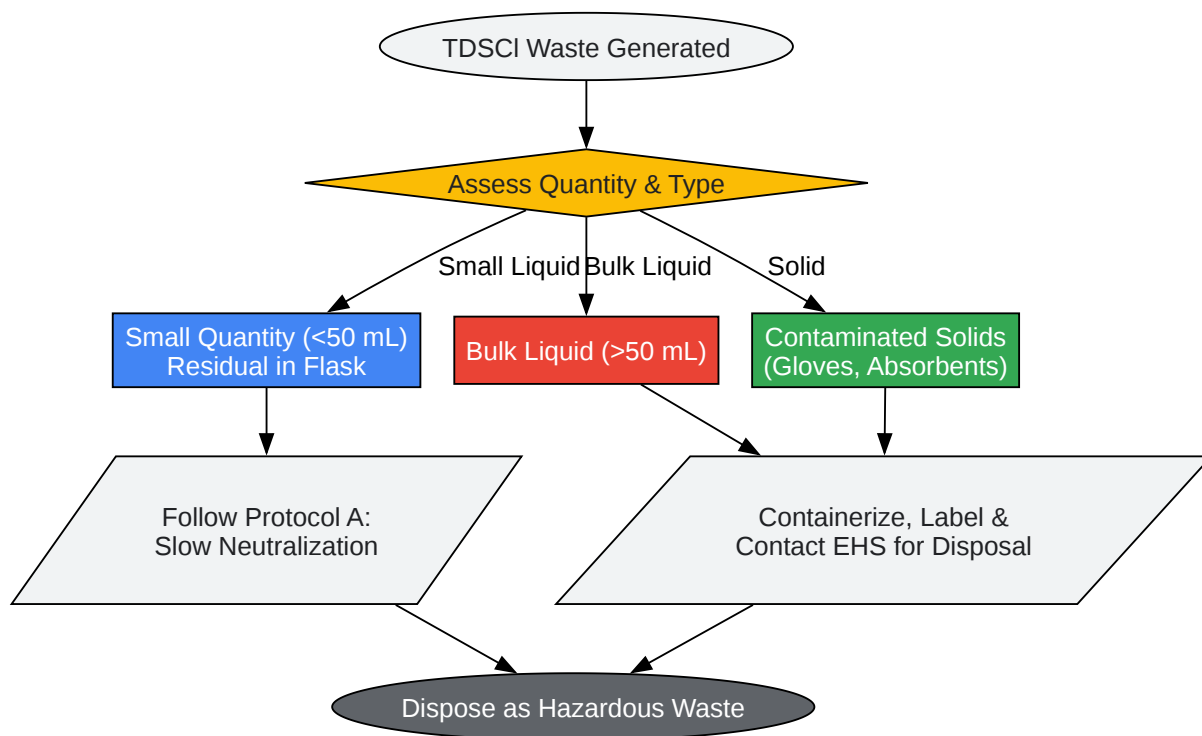 TDSCl Waste Generated
Assess Quantity & Type
Small Liquid
Bulk Liquid
Solid
Small Quantity (<50 mL)
Residual in Flask
Bulk Liquid (>50 mL)
Contaminated Solids
(Gloves, Absorbents)
Follow Protocol A:
Slow Neutralization
Containerize, Label &
Contact EHS for Disposal
Dispose as Hazardous Waste